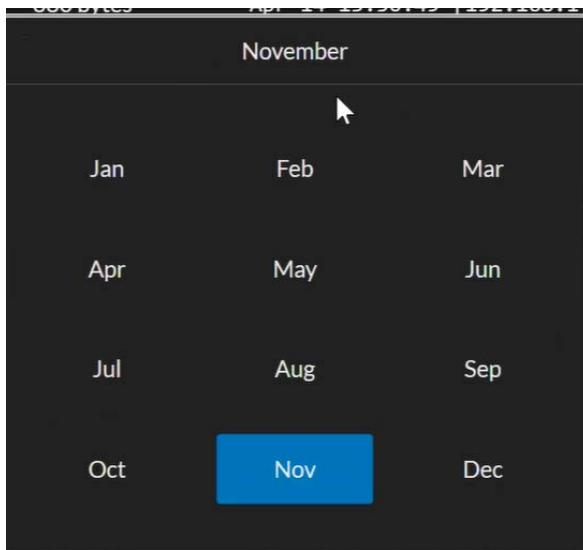 November
Jan Feb Mar
Apr May Jun
Jul Aug Sep
Oct Nov Dec